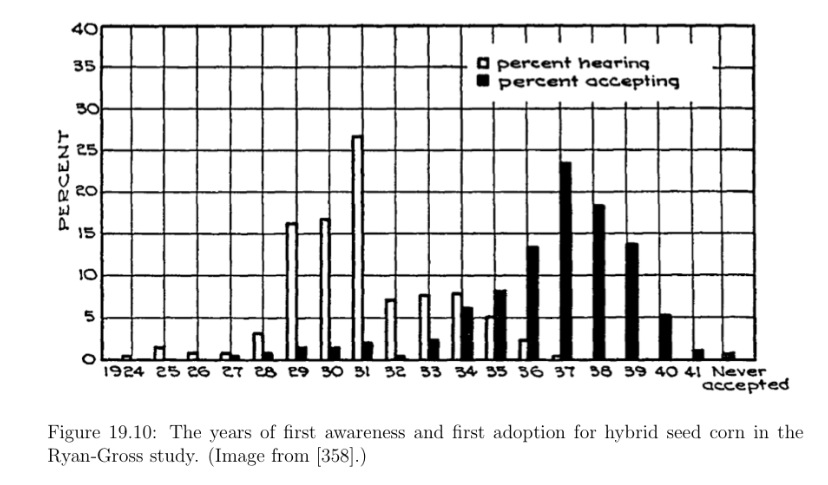 40
35
30
25
20
15
10
5
0
PERCENT
percent hearing
percent accepting
1924 25 26 27 28 29 30 31 32 33 34 35 36 37 38 39 40 41 Never
accepted
Figure 19.10: The years of first awareness and first adoption for hybrid seed corn in the
Ryan-Gross study. (Image from [358].)